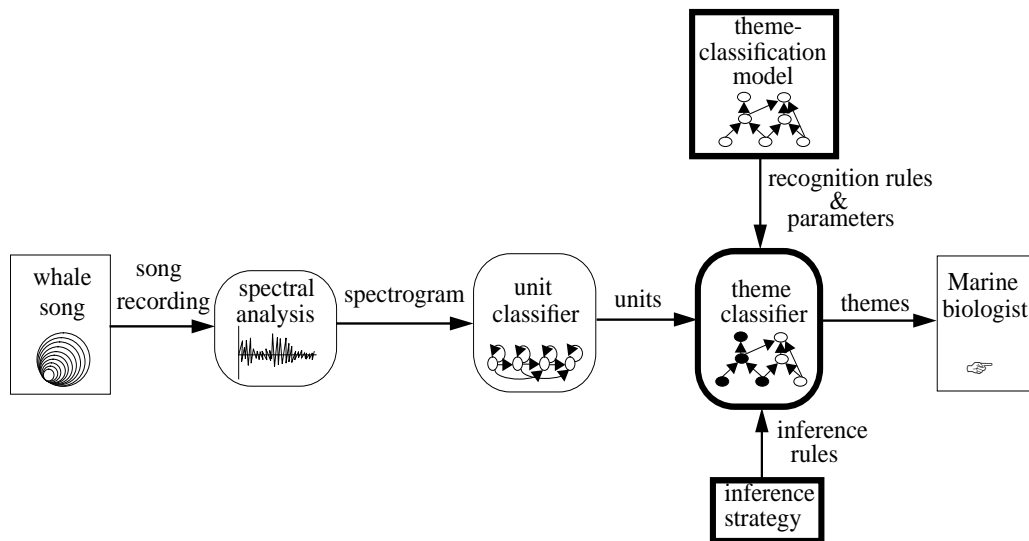 theme-
classification
model
recognition rules
&
parameters
whale
song
song
recording
spectral
analysis
spectrogram
unit
classifier
units
theme
classifier
themes
Marine
biologist
inference
rules
inference
strategy